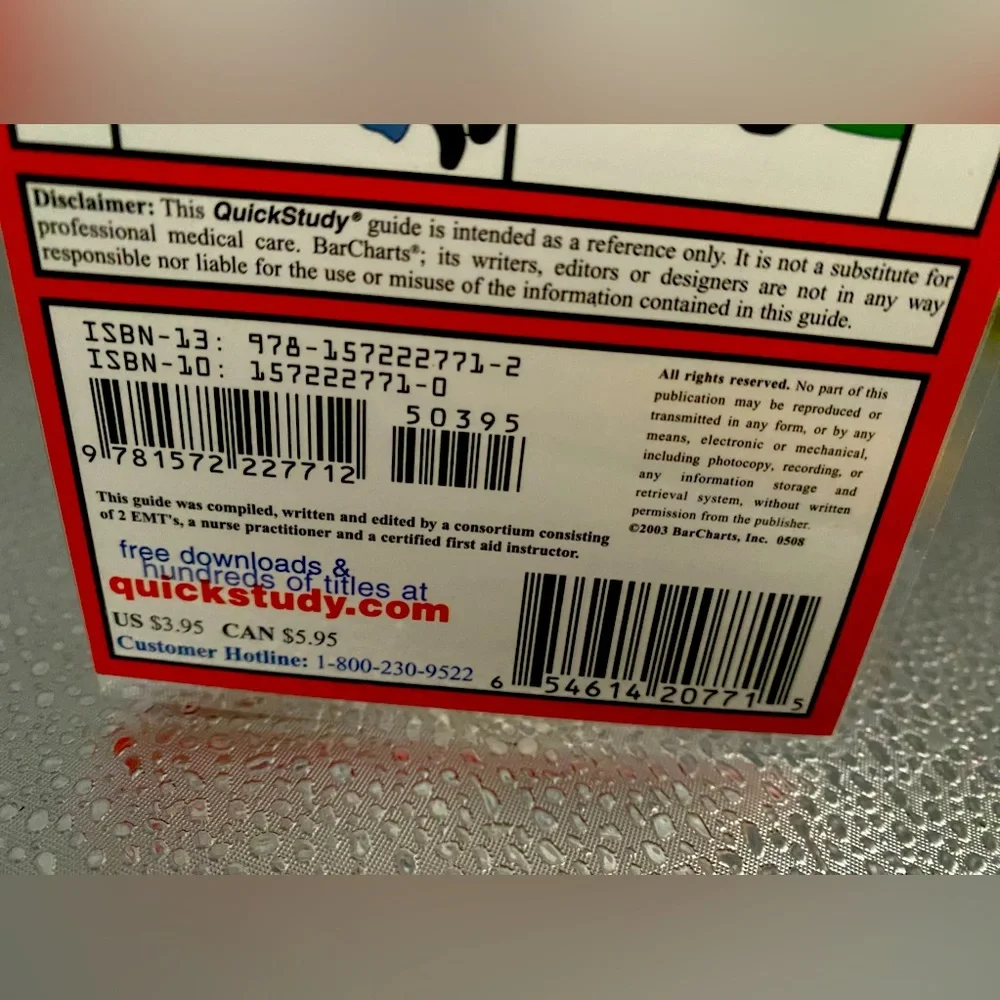 Disclaimer: This QuickStudy® guide is intended as a reference only. It is not a substitute for
professional medical care. BarCharts®; its writers, editors or designers are not in any way
responsible nor liable for the use or misuse of the information contained in this guide.
ISBN-13: 978-157222771-2
ISBN-10: 157222771-0
50395
9 781572 227712
This guide was compiled, written and edited by a consortium consisting
of 2 EMT's, a nurse practitioner and a certified first aid instructor.
free downloads &
hundreds of titles at
quickstudy.com
US $3.95 CAN $5.95
Customer Hotline: 1-800-230-9522
All rights reserved. No part of this
publication may be reproduced or
transmitted in any form, or by any
means, electronic or mechanical,
including photocopy, recording, or
any information storage and
retrieval system, without written
permission from the publisher.
©2003 BarCharts, Inc. 0508
6 54614 20771 5